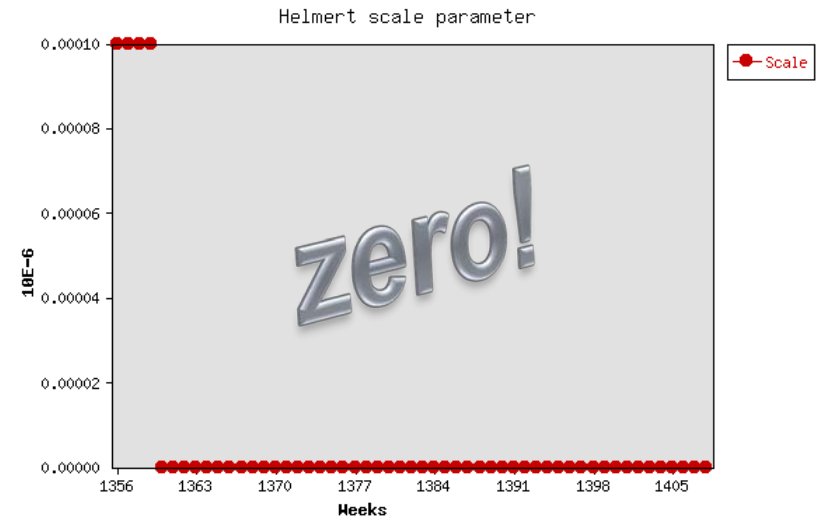 Helmert scale parameter
0.00010
Scale
0.00008
0.00006
zero!
10E-6
0.00004
0.00002
0.00000
1356 1363 1370 1377 1384 1391 1398 1405
Weeks